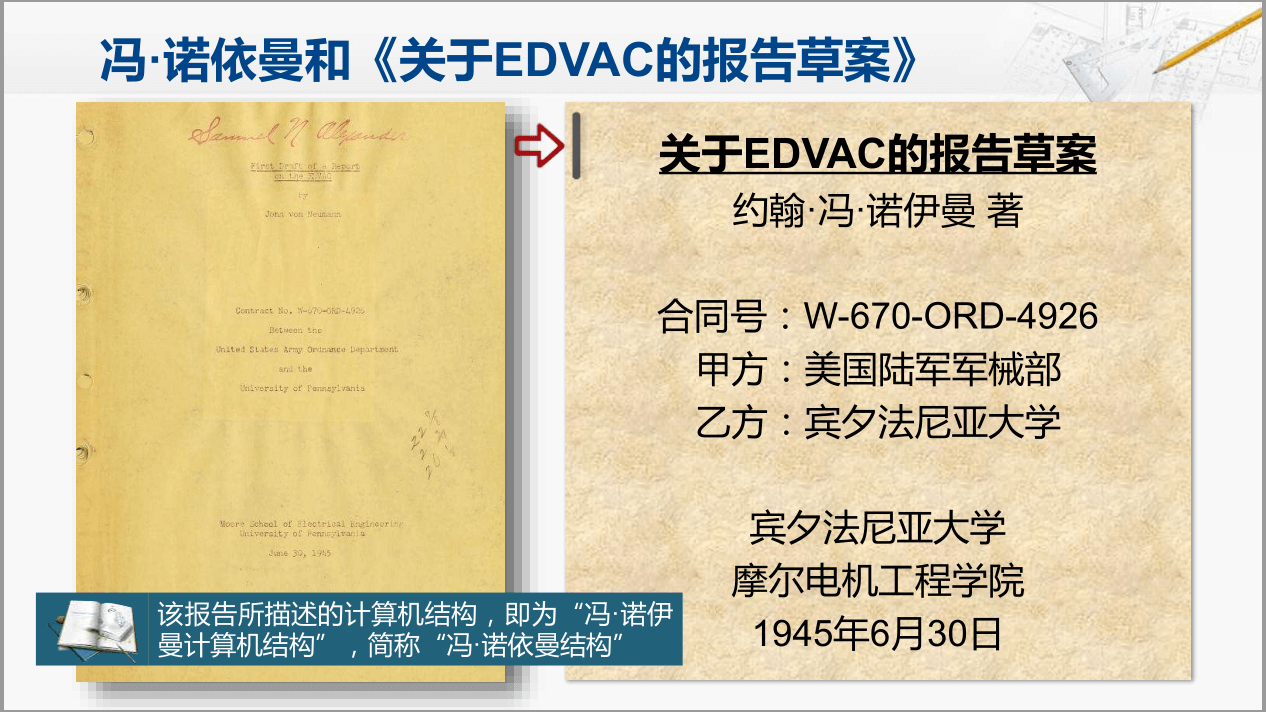 冯·诺依曼和《关于EDVAC的报告草案》
Samuel N Alexander
First Draft of a Report
on the EDVAC
by
John von Neumann
Contract No. W-670-ORD-4926
Between the
United States Army Ordnance Department
and the
University of Pennsylvania
Moore School of Electrical Engineering
University of Pennsylvania
June 30, 1945
关于EDVAC的报告草案
约翰·冯·诺伊曼 著
合同号：W-670-ORD-4926
甲方：美国陆军军械部
乙方：宾夕法尼亚大学
宾夕法尼亚大学
摩尔电机工程学院
1945年6月30日
该报告所描述的计算机结构，即为“冯·诺伊
曼计算机结构”，简称“冯·诺依曼结构”